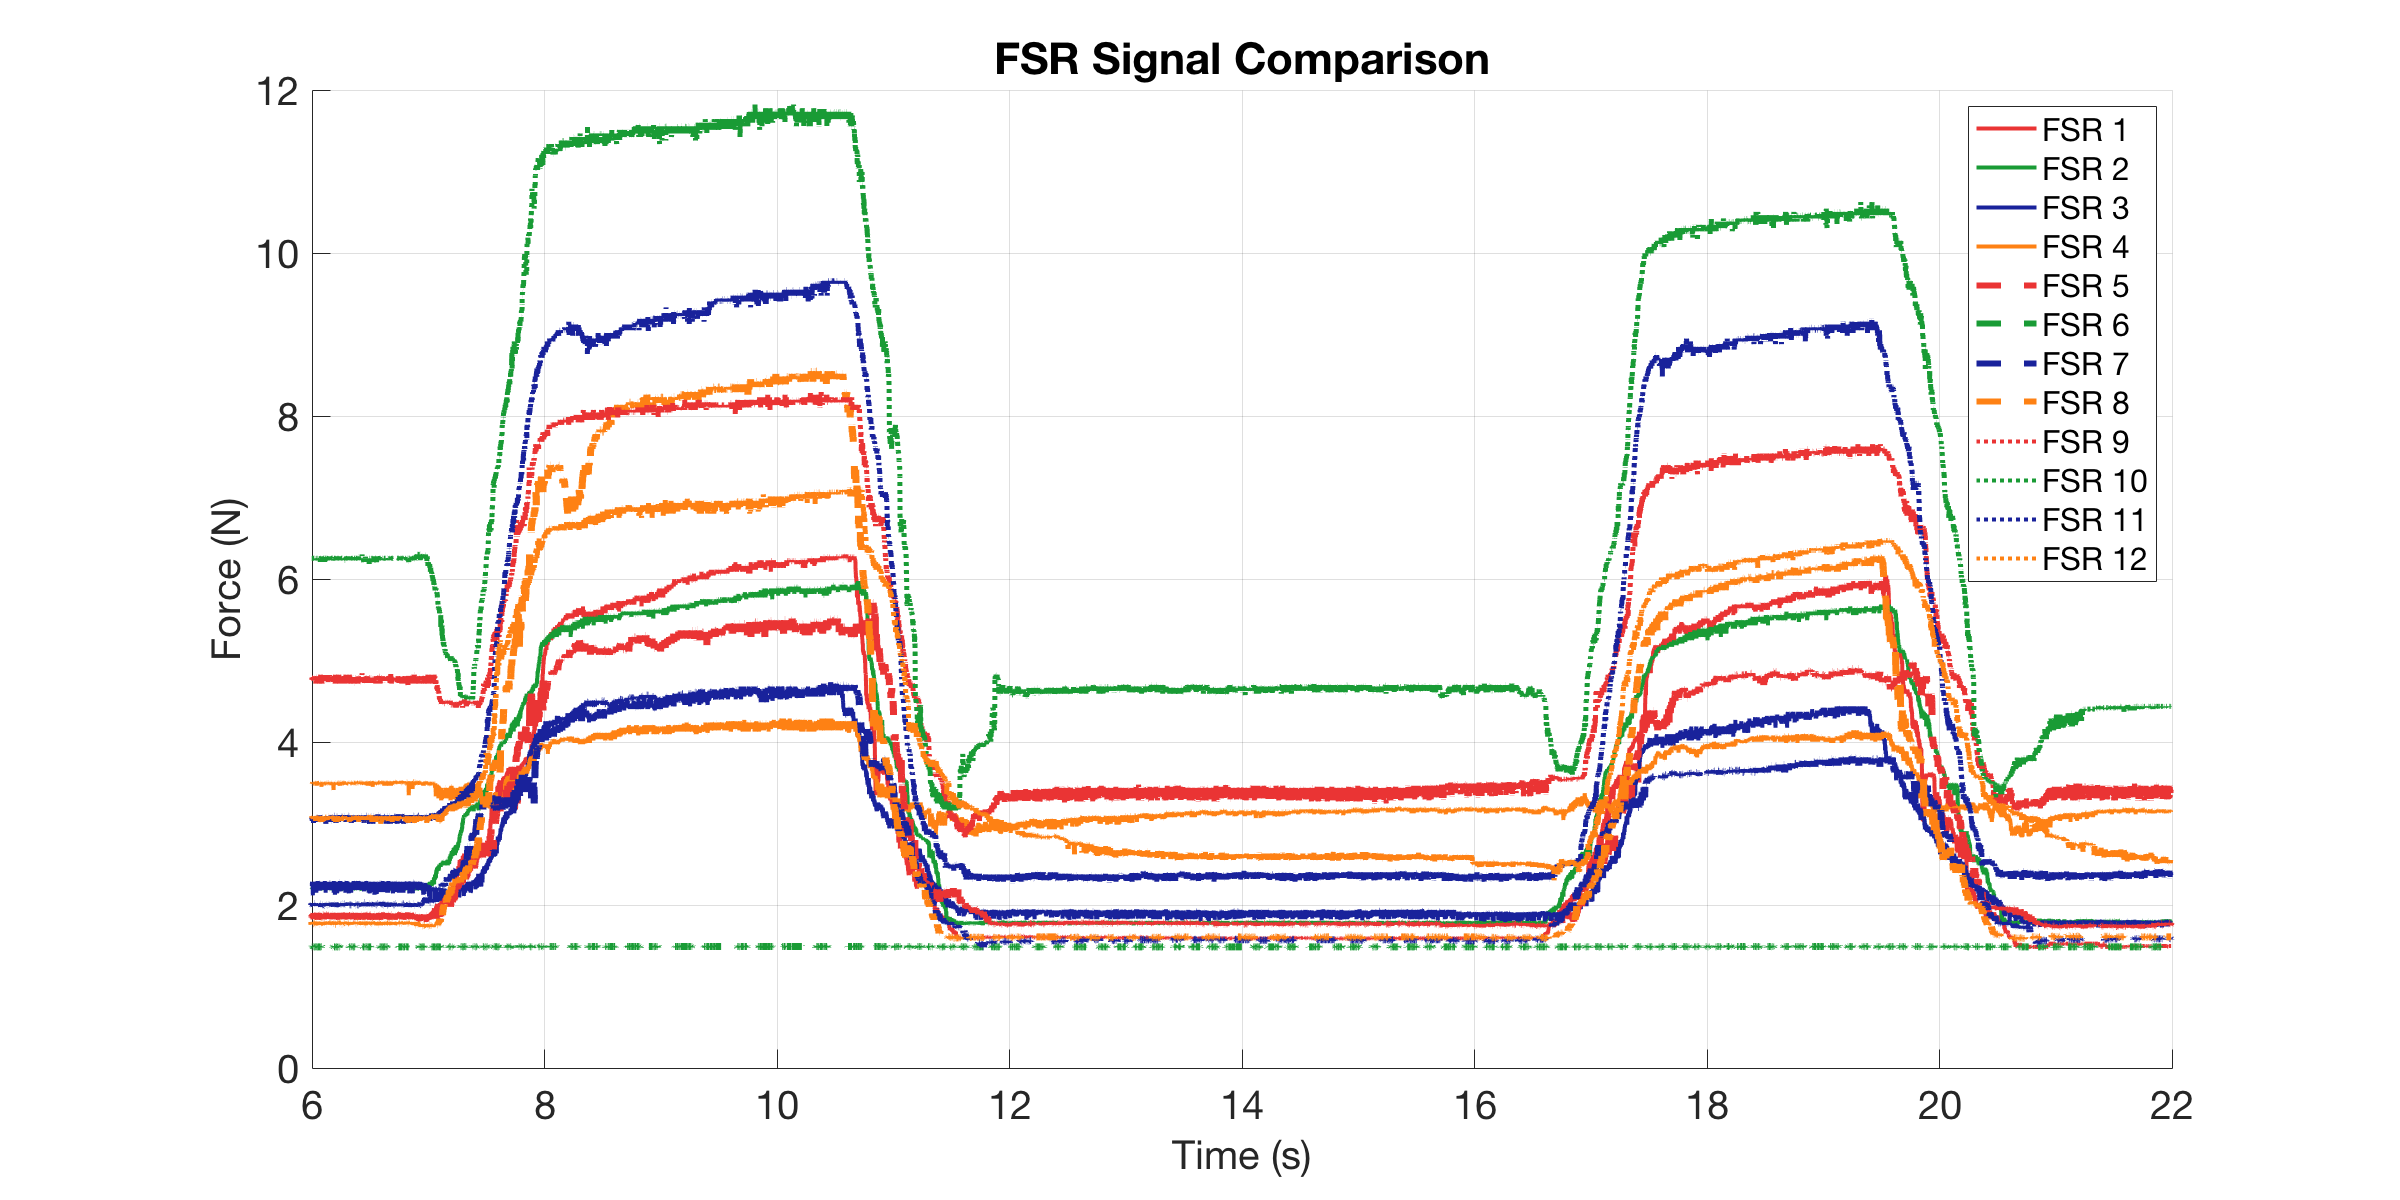 FSR Signal Comparison
12
10
8
6
4
2
0
Force (N)
6 8 10 12 14 16 18 20 22
Time (s)
FSR 1
FSR 2
FSR 3
FSR 4
FSR 5
FSR 6
FSR 7
FSR 8
FSR 9
FSR 10
FSR 11
FSR 12